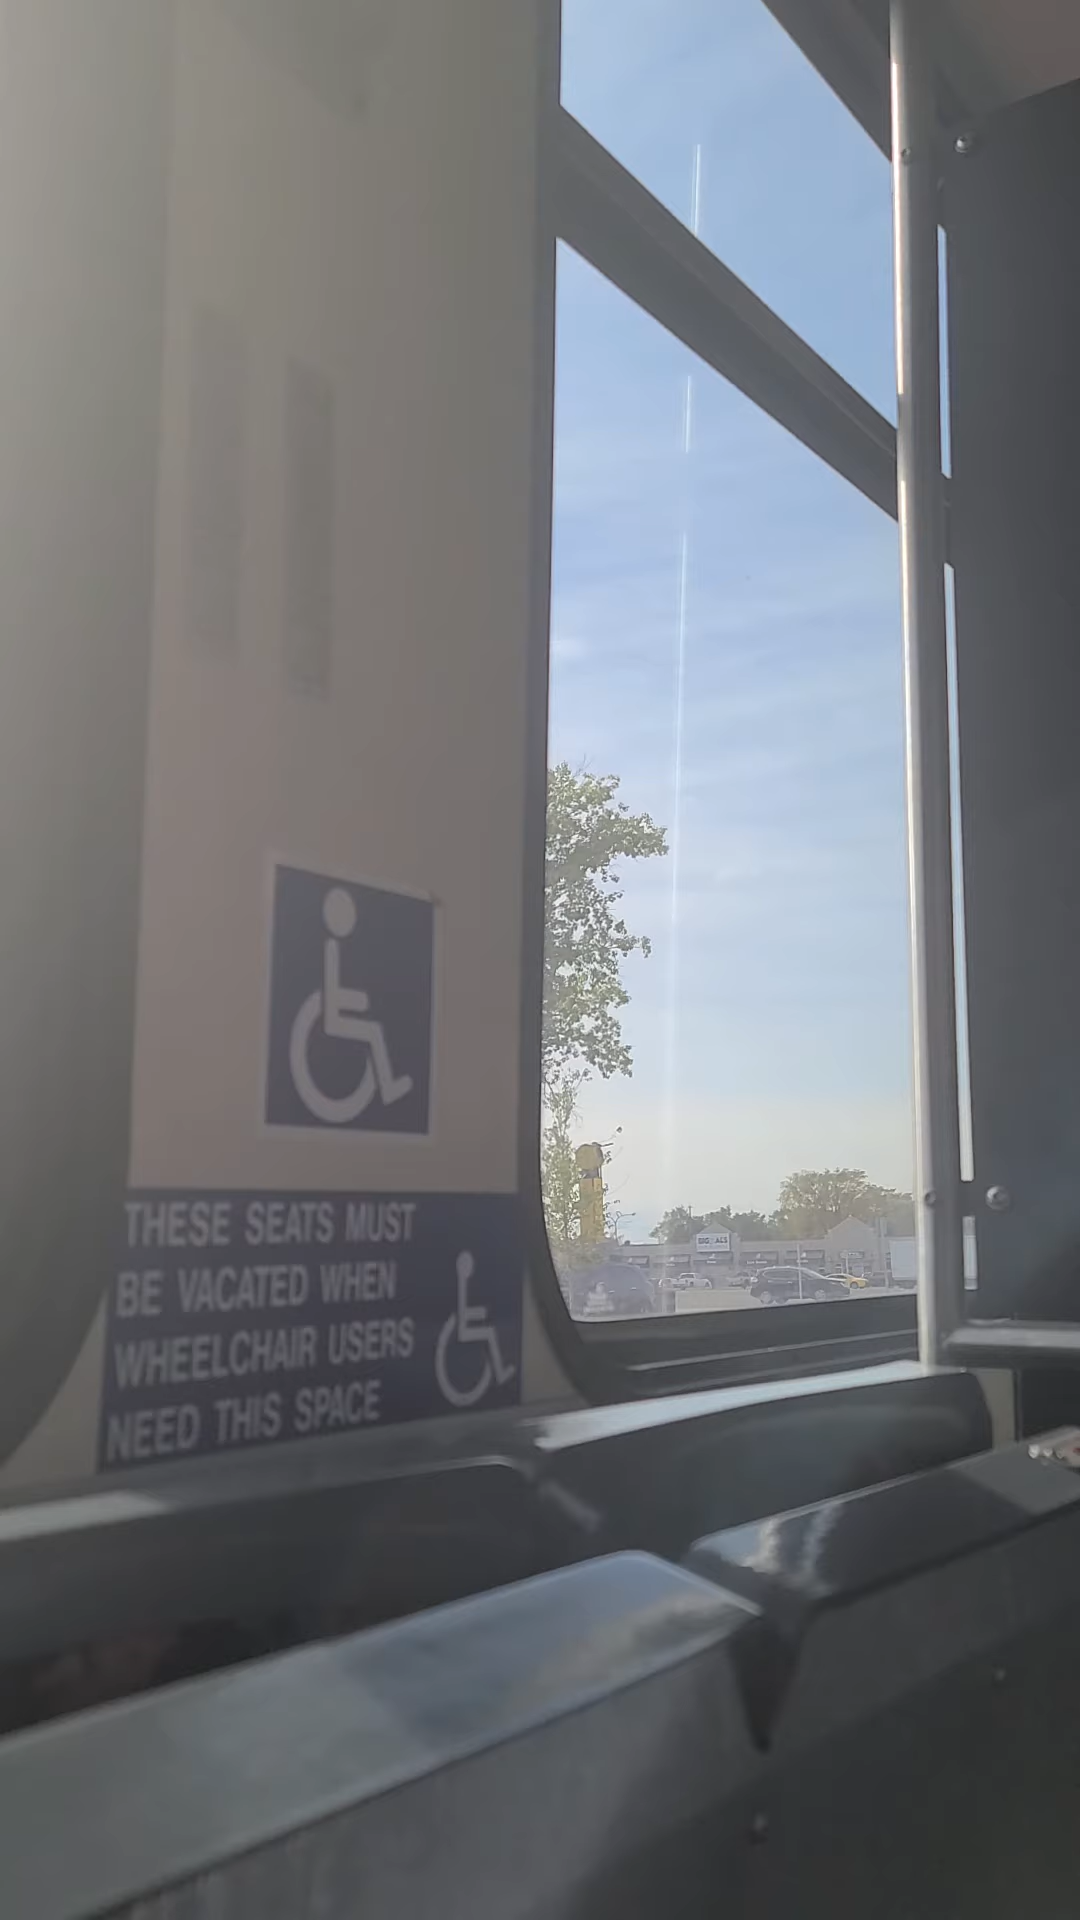 THESE SEATS MUST
BE VACATED WHEN
WHEELCHAIR USERS
NEED THIS SPACE